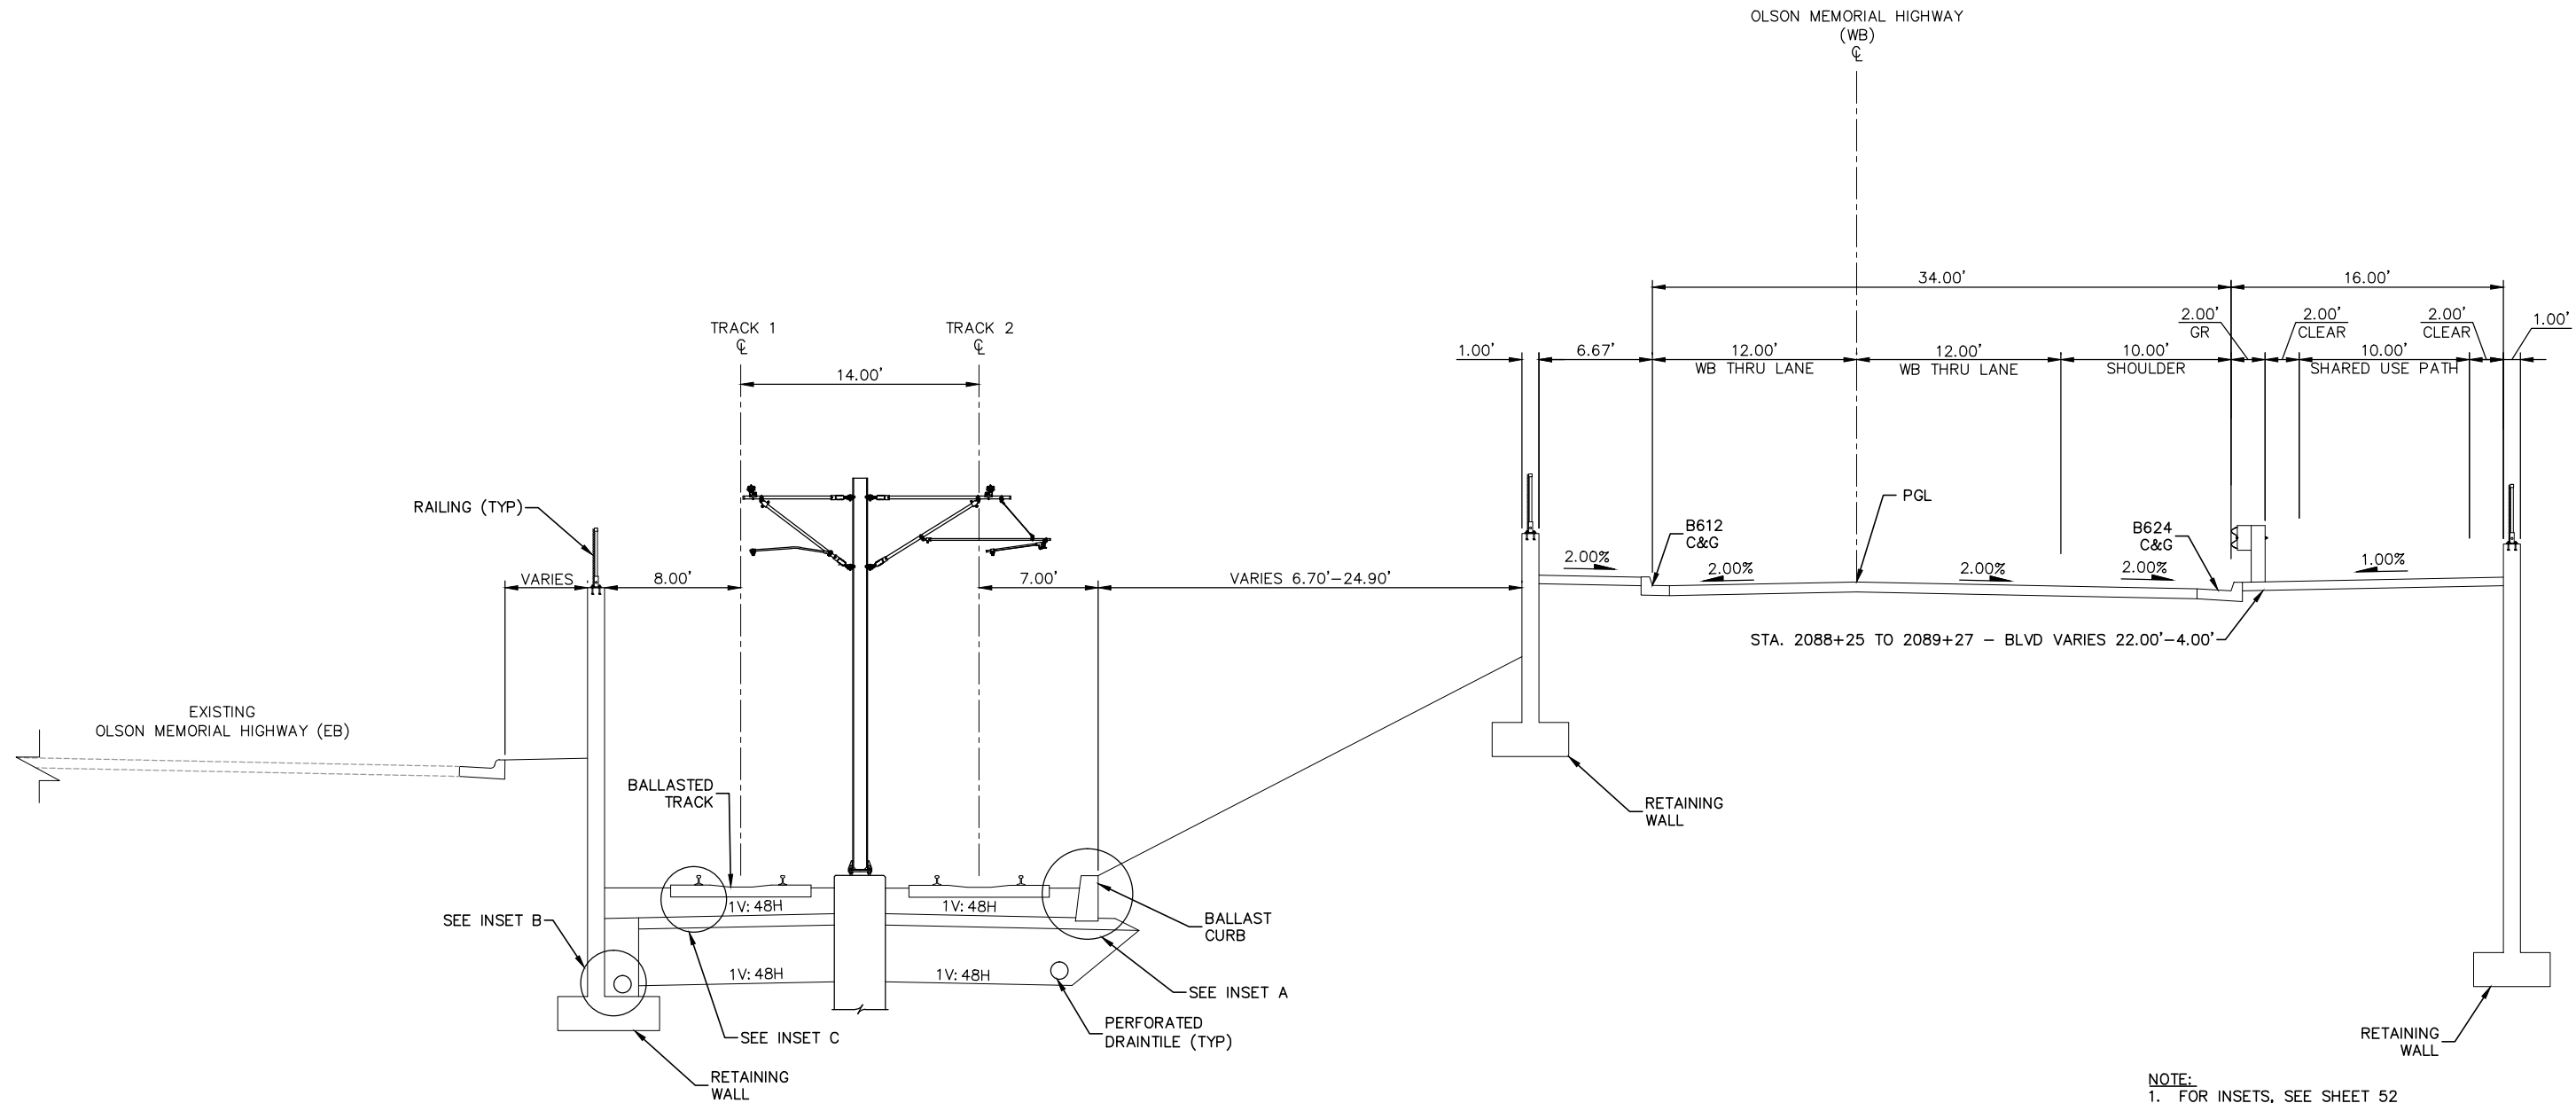 OLSON MEMORIAL HIGHWAY
(WB)
℄
34.00'
16.00'
2.00'
GR
2.00'
CLEAR
2.00'
CLEAR
1.00'
TRACK 1
℄
TRACK 2
℄
1.00'
6.67'
12.00'
WB THRU LANE
12.00'
WB THRU LANE
10.00'
SHOULDER
10.00'
SHARED USE PATH
14.00'
RAILING (TYP)
PGL
B612
C&G
B624
C&G
VARIES
8.00'
7.00'
VARIES 6.70'-24.90'
2.00%
2.00%
2.00%
2.00%
1.00%
STA. 2088+25 TO 2089+27 - BLVD VARIES 22.00'-4.00'
EXISTING
OLSON MEMORIAL HIGHWAY (EB)
BALLASTED
TRACK
RETAINING
WALL
1V:48H
1V:48H
SEE INSET B
BALLAST
CURB
1V:48H
1V:48H
SEE INSET A
SEE INSET C
PERFORATED
DRAINTILE (TYP)
RETAINING
WALL
RETAINING
WALL
NOTE:
1. FOR INSETS, SEE SHEET 52